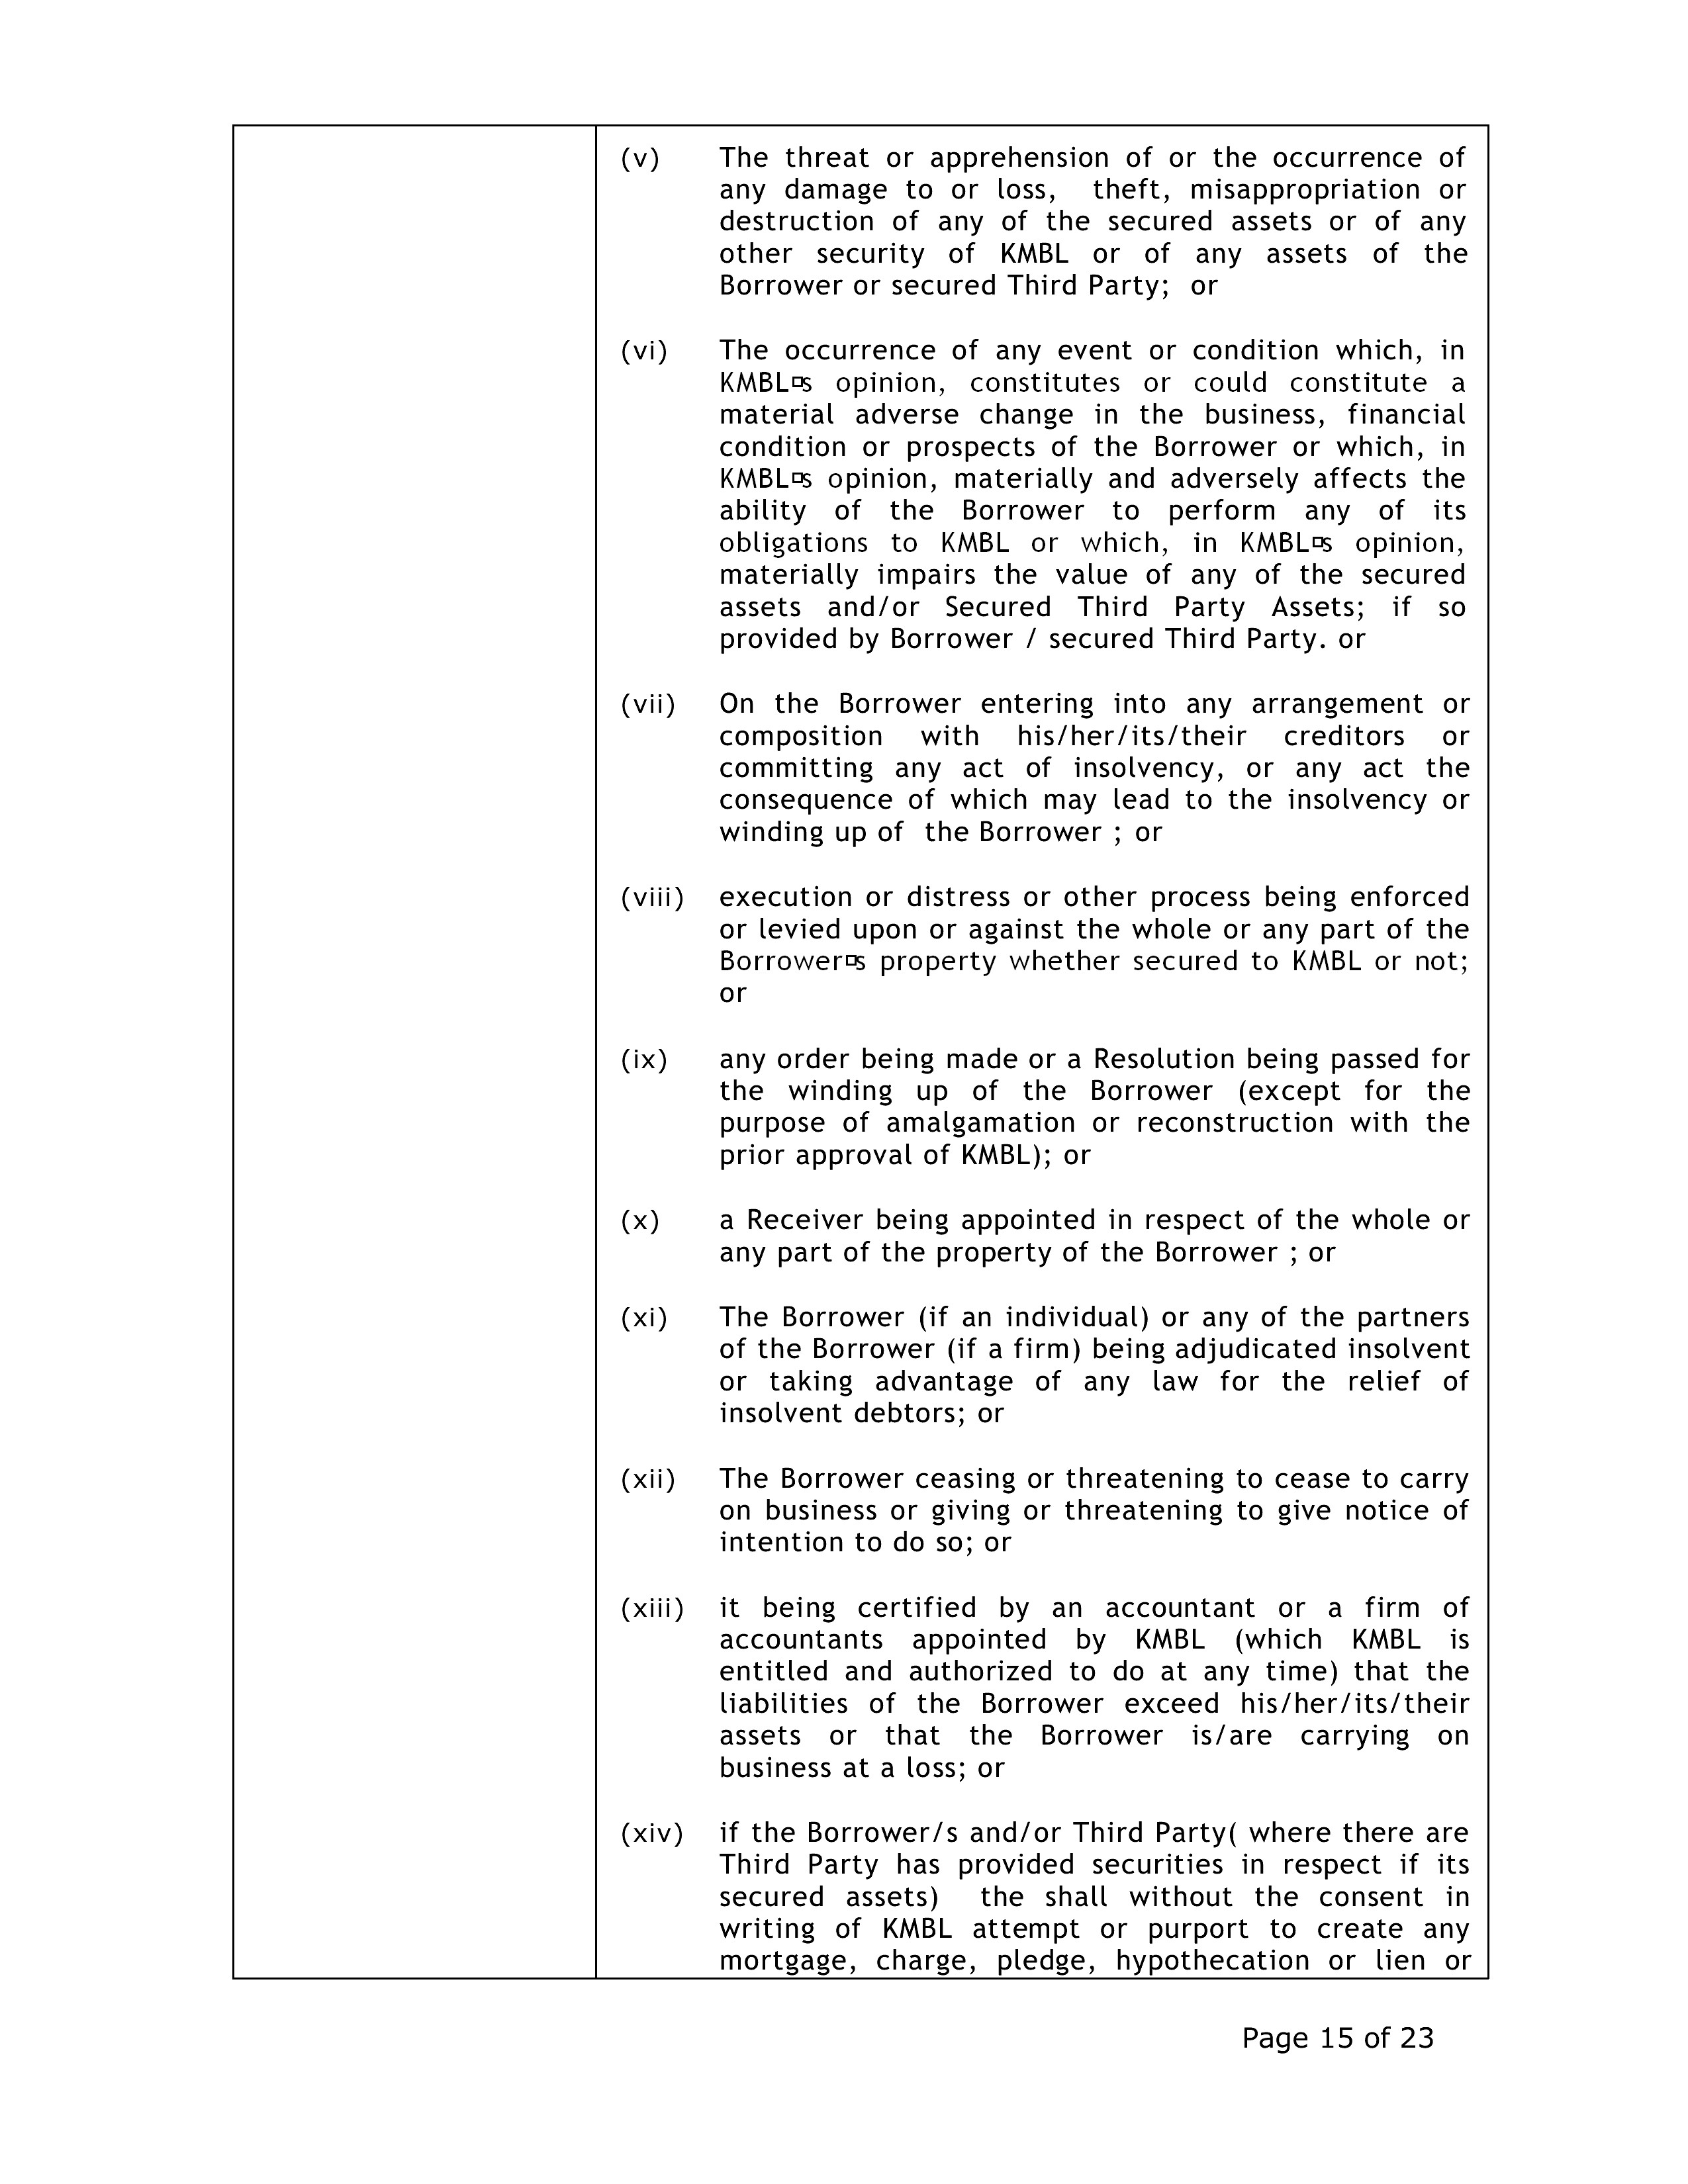 (v) The threat or apprehension of or the occurrence of
any damage to or loss,  theft, misappropriation or
destruction of any of the secured assets or of any
other security of KMBL or of any assets of the
Borrower or secured Third Party;  or
(vi) The occurrence of any event or condition which, in
KMBL□s opinion, constitutes or could constitute a
material adverse change in the business, financial
condition or prospects of the Borrower or which, in
KMBL□s opinion, materially and adversely affects the
ability of the Borrower to perform any of its
obligations to KMBL or which, in KMBL□s opinion,
materially impairs the value of any of the secured
assets and/or Secured Third Party Assets; if so
provided by Borrower / secured Third Party. or
(vii) On the Borrower entering into any arrangement or
composition with his/her/its/their creditors or
committing any act of insolvency, or any act the
consequence of which may lead to the insolvency or
winding up of  the Borrower ; or
(viii) execution or distress or other process being enforced
or levied upon or against the whole or any part of the
Borrower□s property whether secured to KMBL or not;
or
(ix) any order being made or a Resolution being passed for
the winding up of the Borrower (except for the
purpose of amalgamation or reconstruction with the
prior approval of KMBL); or
(x) a Receiver being appointed in respect of the whole or
any part of the property of the Borrower ; or
(xi) The Borrower (if an individual) or any of the partners
of the Borrower (if a firm) being adjudicated insolvent
or taking advantage of any law for the relief of
insolvent debtors; or
(xii) The Borrower ceasing or threatening to cease to carry
on business or giving or threatening to give notice of
intention to do so; or
(xiii) it being certified by an accountant or a firm of
accountants appointed by KMBL (which KMBL is
entitled and authorized to do at any time) that the
liabilities of the Borrower exceed his/her/its/their
assets or that the Borrower is/are carrying on
business at a loss; or
(xiv) if the Borrower/s and/or Third Party( where there are
Third Party has provided securities in respect if its
secured assets)  the shall without the consent in
writing of KMBL attempt or purport to create any
mortgage, charge, pledge, hypothecation or lien or
Page 15 of 23